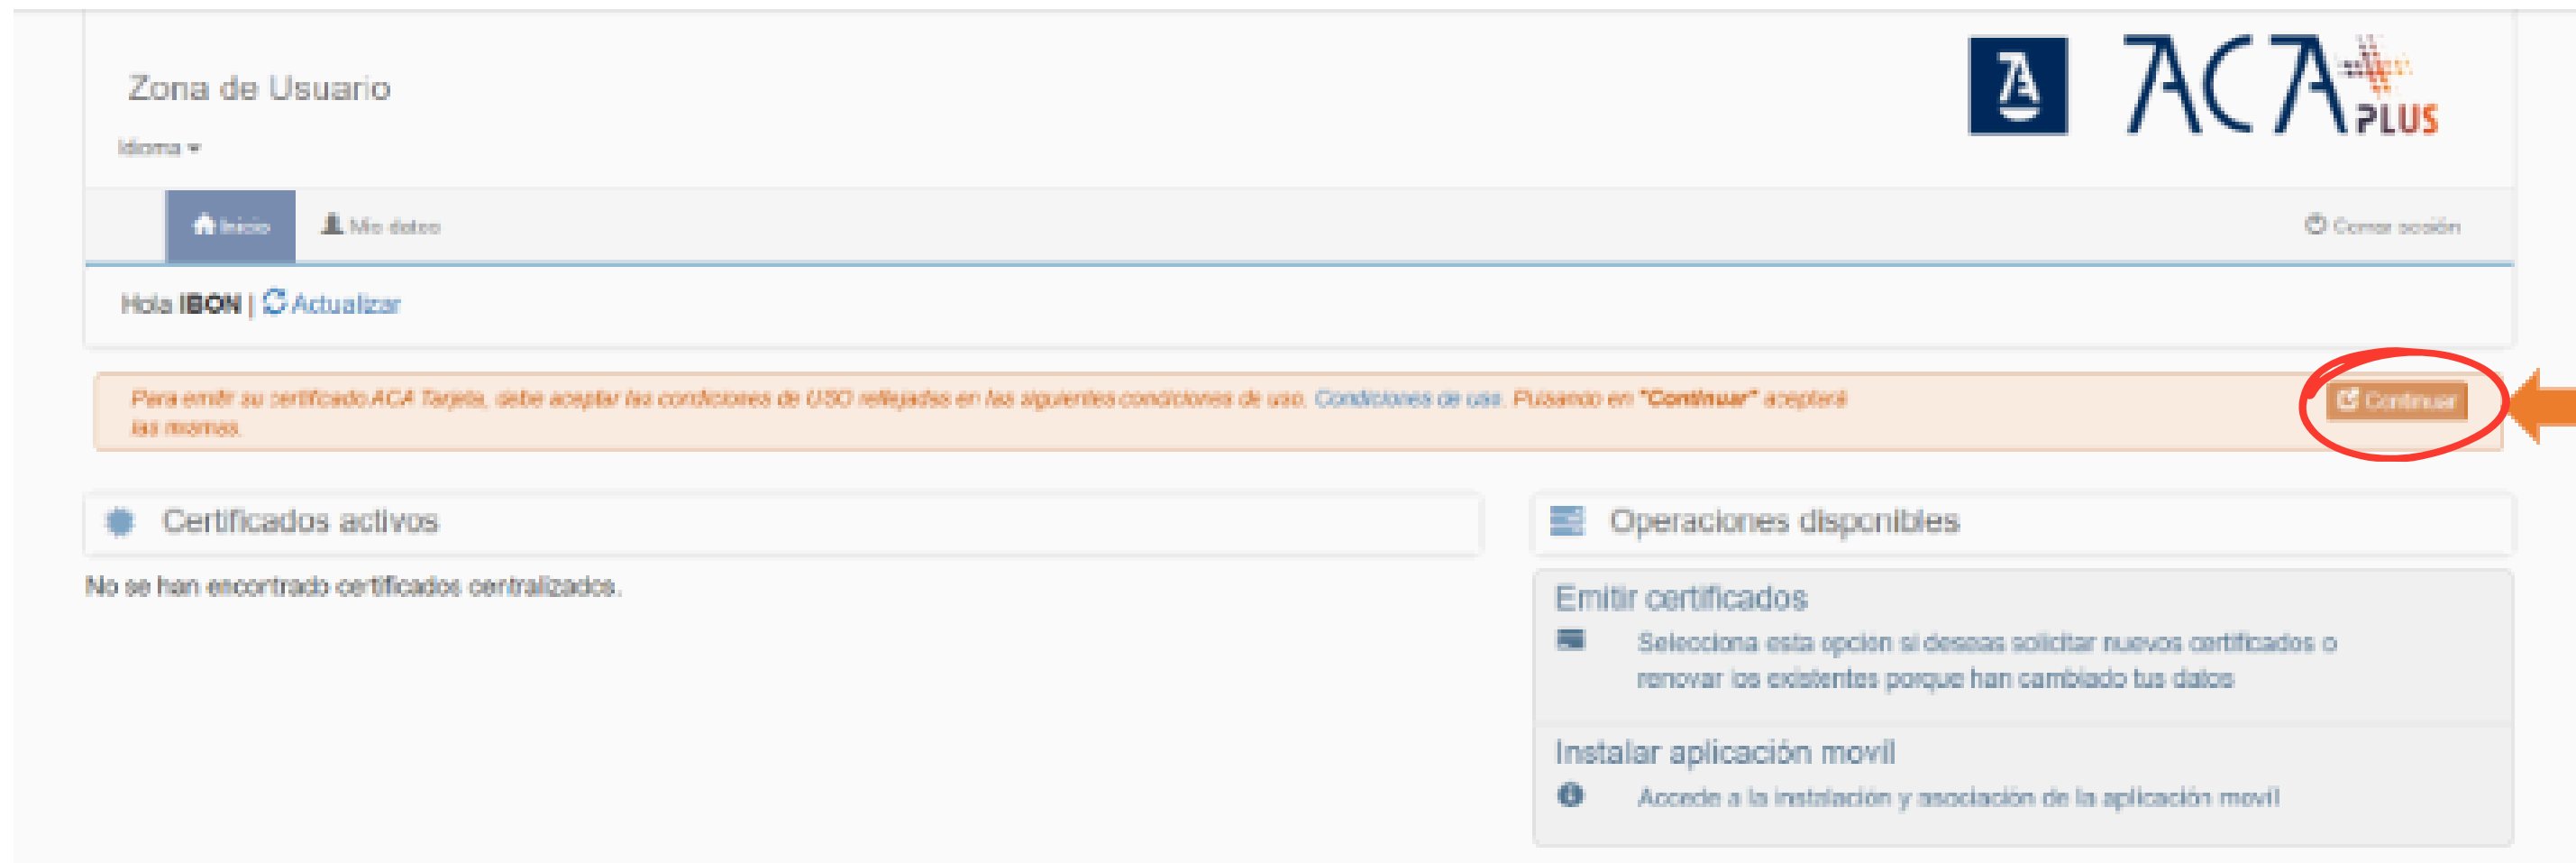 Zona de Usuario
ACA
PLUS
Idioma
Inicio
Mis datos
Cerrar sesión
Hola IBON | Actualizar
Para emitir su certificado ACA Tarjeta, debe aceptar las condiciones de USO reflejadas en las siguientes condiciones de uso. Condiciones de uso. Pulsando en "Continuar" aceptará
las mismas.
Continuar
Certificados activos
Operaciones disponibles
No se han encontrado certificados centralizados.
Emitir certificados
Selecciona esta opción si deseas solicitar nuevos certificados o
renovar los existentes porque han cambiado tus datos
Instalar aplicación movil
Accede a la instalación y asociación de la aplicación movil